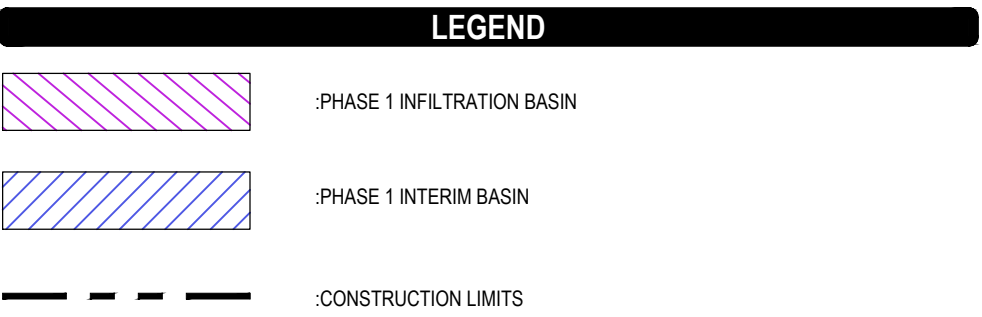 LEGEND
:PHASE 1 INFILTRATION BASIN
:PHASE 1 INTERIM BASIN
:CONSTRUCTION LIMITS